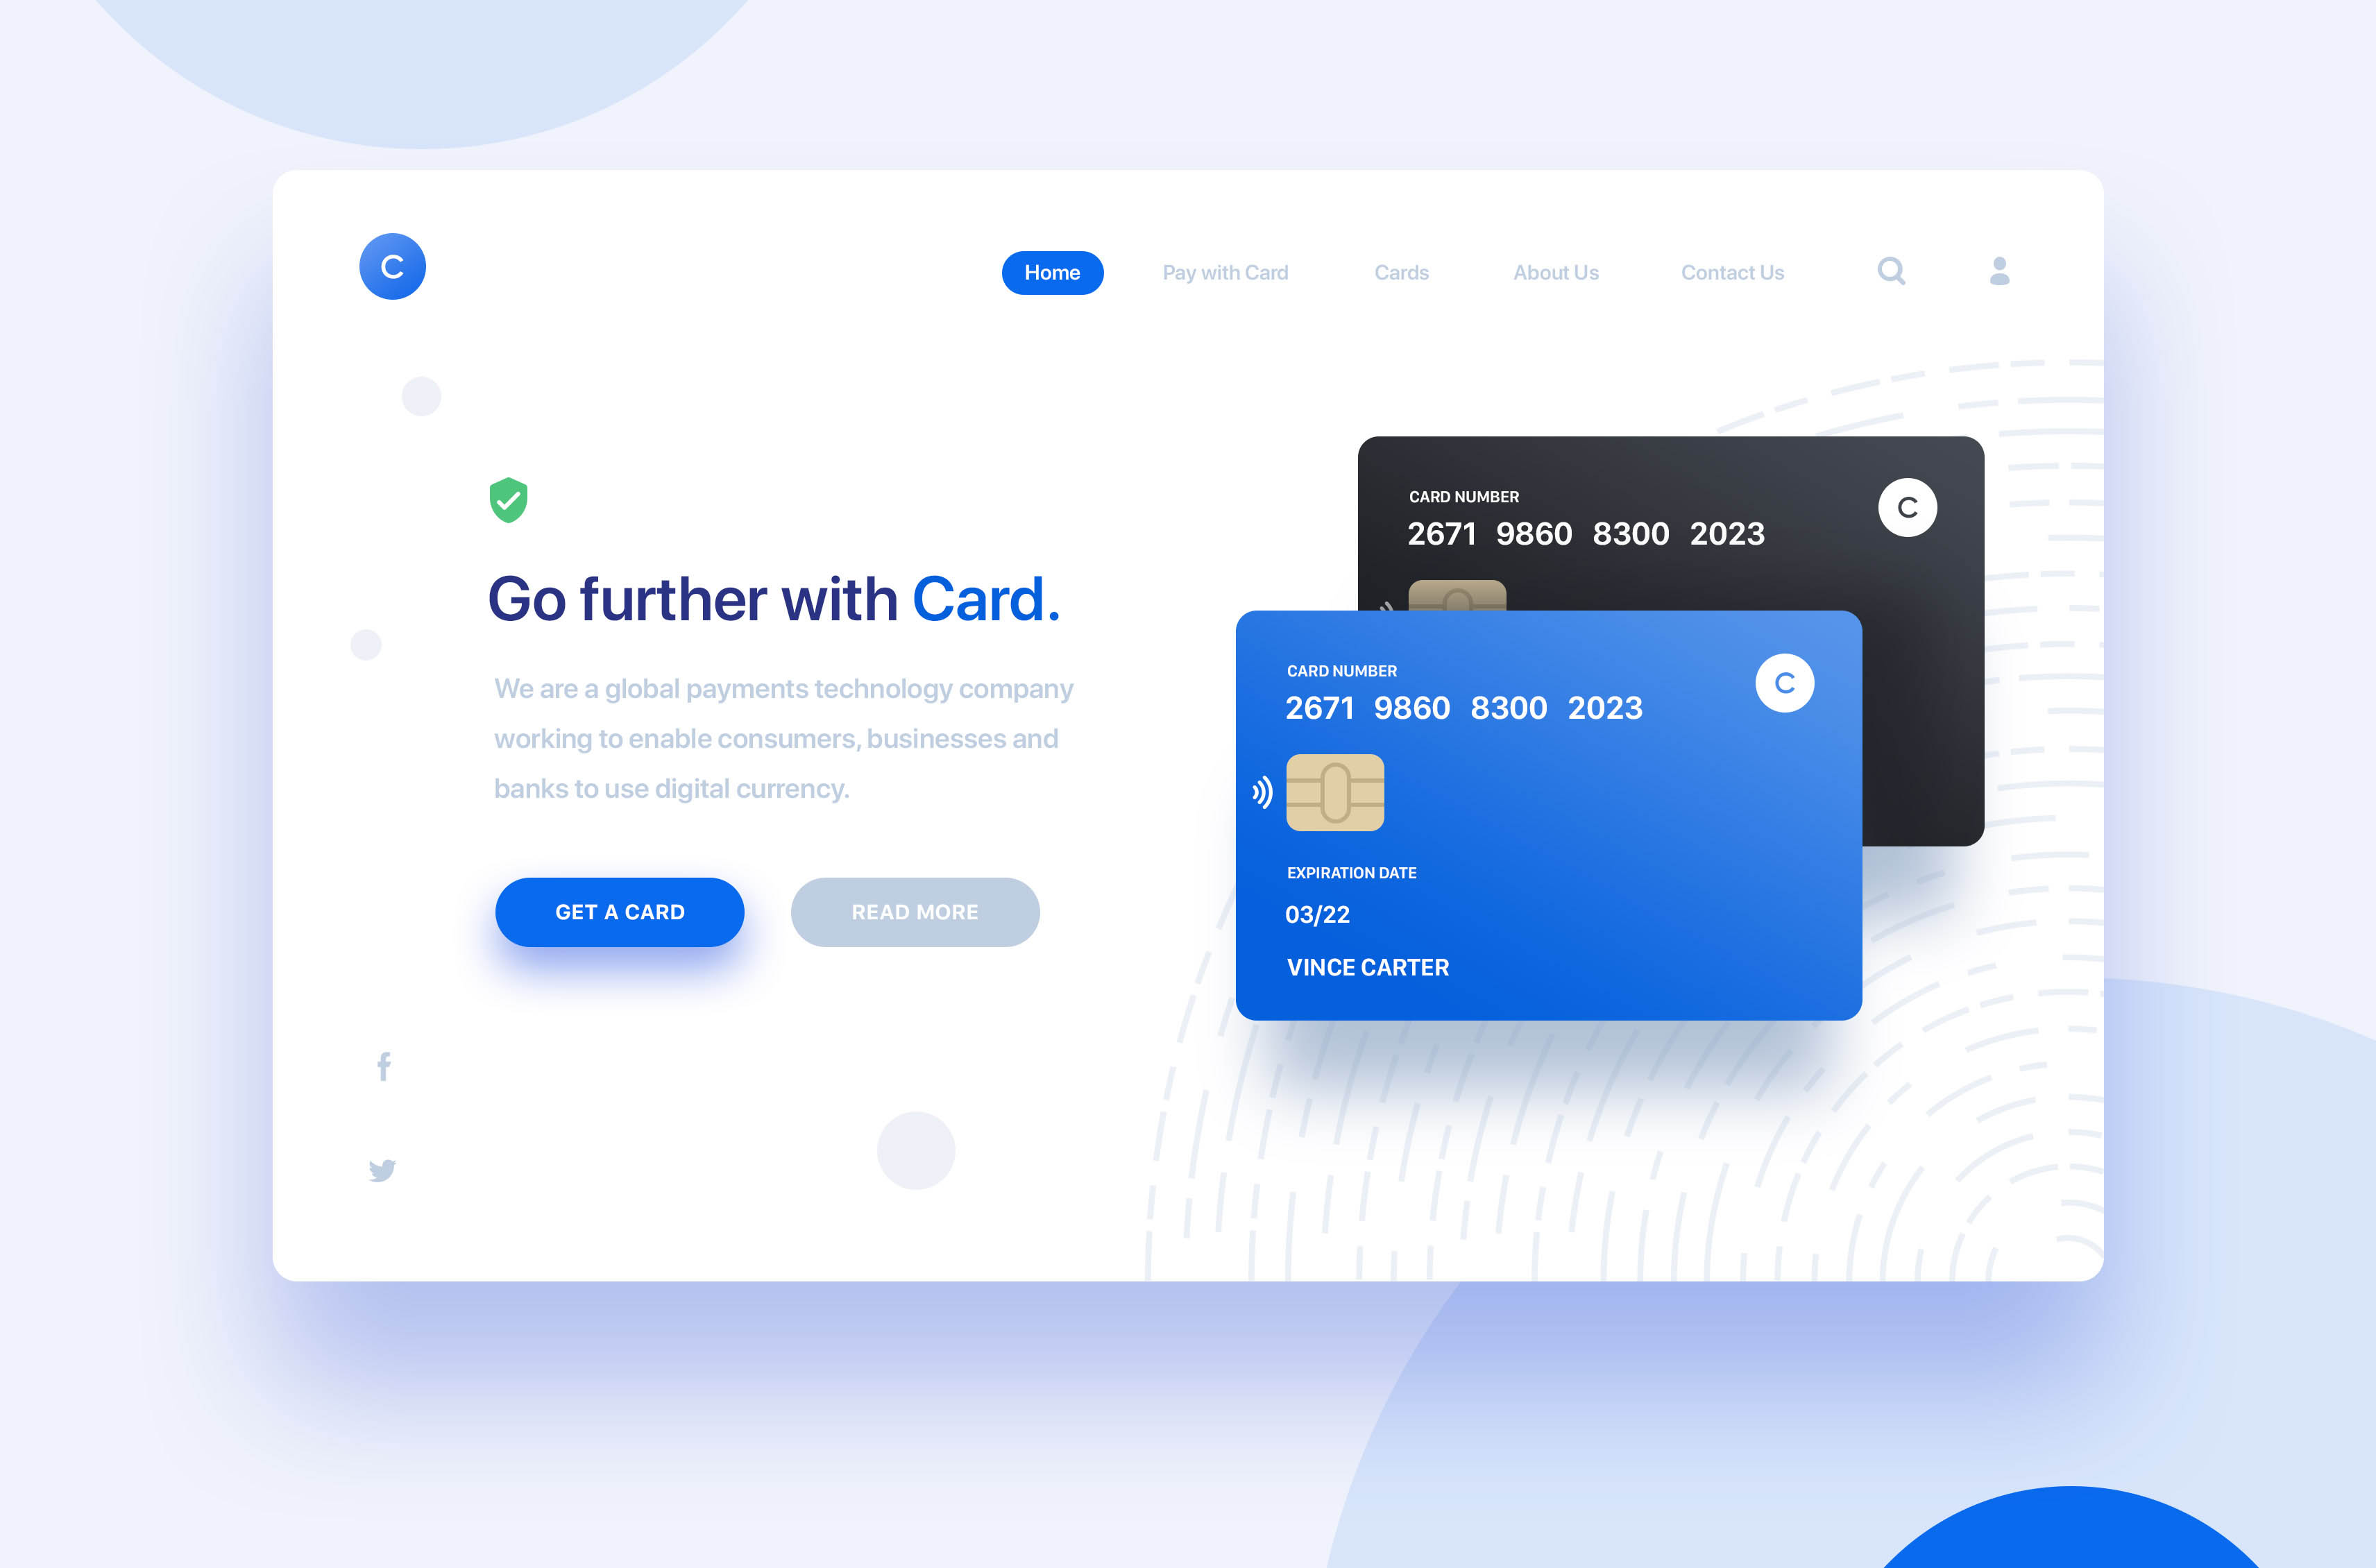 C
Home Pay with Card Cards About Us Contact Us
Go further with Card.
We are a global payments technology company
working to enable consumers, businesses and
banks to use digital currency.
GET A CARD READ MORE
CARD NUMBER
2671 9860 8300 2023
C
CARD NUMBER
2671 9860 8300 2023
C
EXPIRATION DATE
03/22
VINCE CARTER